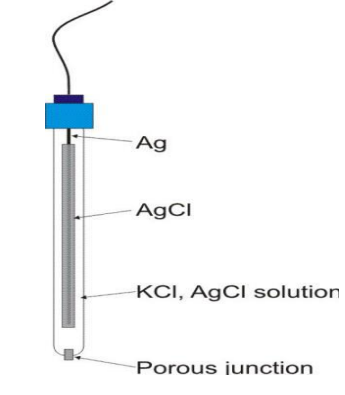 Ag
AgCl
KCl, AgCl solution
Porous junction